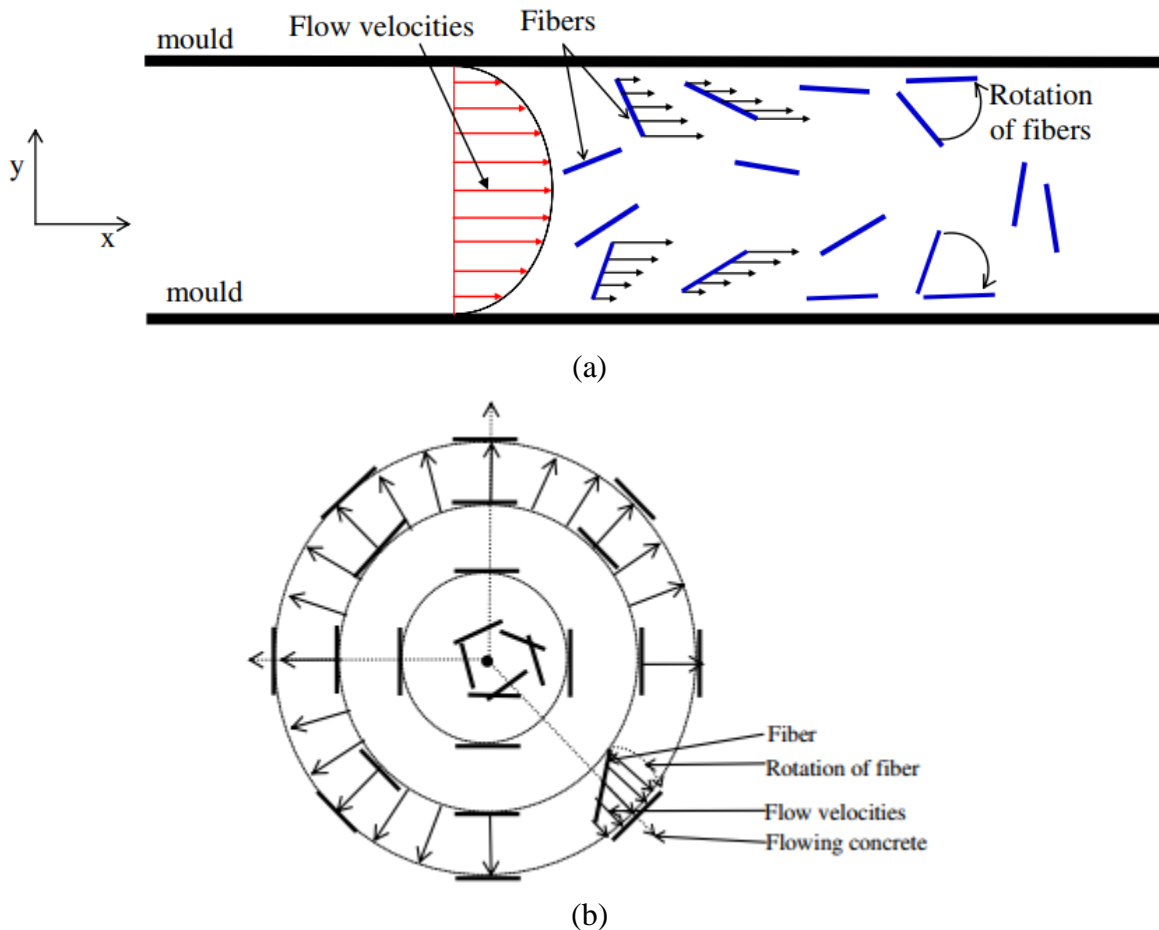 mould
Flow velocities
Fibers
Rotation
of fibers
y
x
mould
(a)
Fiber
Rotation of fiber
Flow velocities
Flowing concrete
(b)